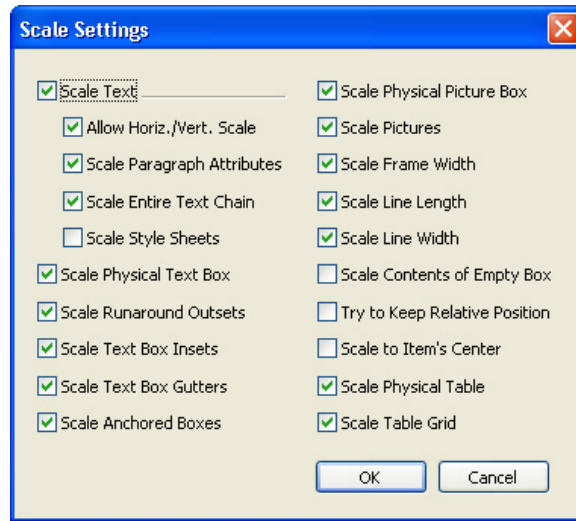 Scale Settings
Scale Text
Allow Horiz./Vert. Scale
Scale Paragraph Attributes
Scale Entire Text Chain
Scale Style Sheets
Scale Physical Text Box
Scale Runaround Outsets
Scale Text Box Insets
Scale Text Box Gutters
Scale Anchored Boxes
Scale Physical Picture Box
Scale Pictures
Scale Frame Width
Scale Line Length
Scale Line Width
Scale Contents of Empty Box
Try to Keep Relative Position
Scale to Item's Center
Scale Physical Table
Scale Table Grid
OK
Cancel